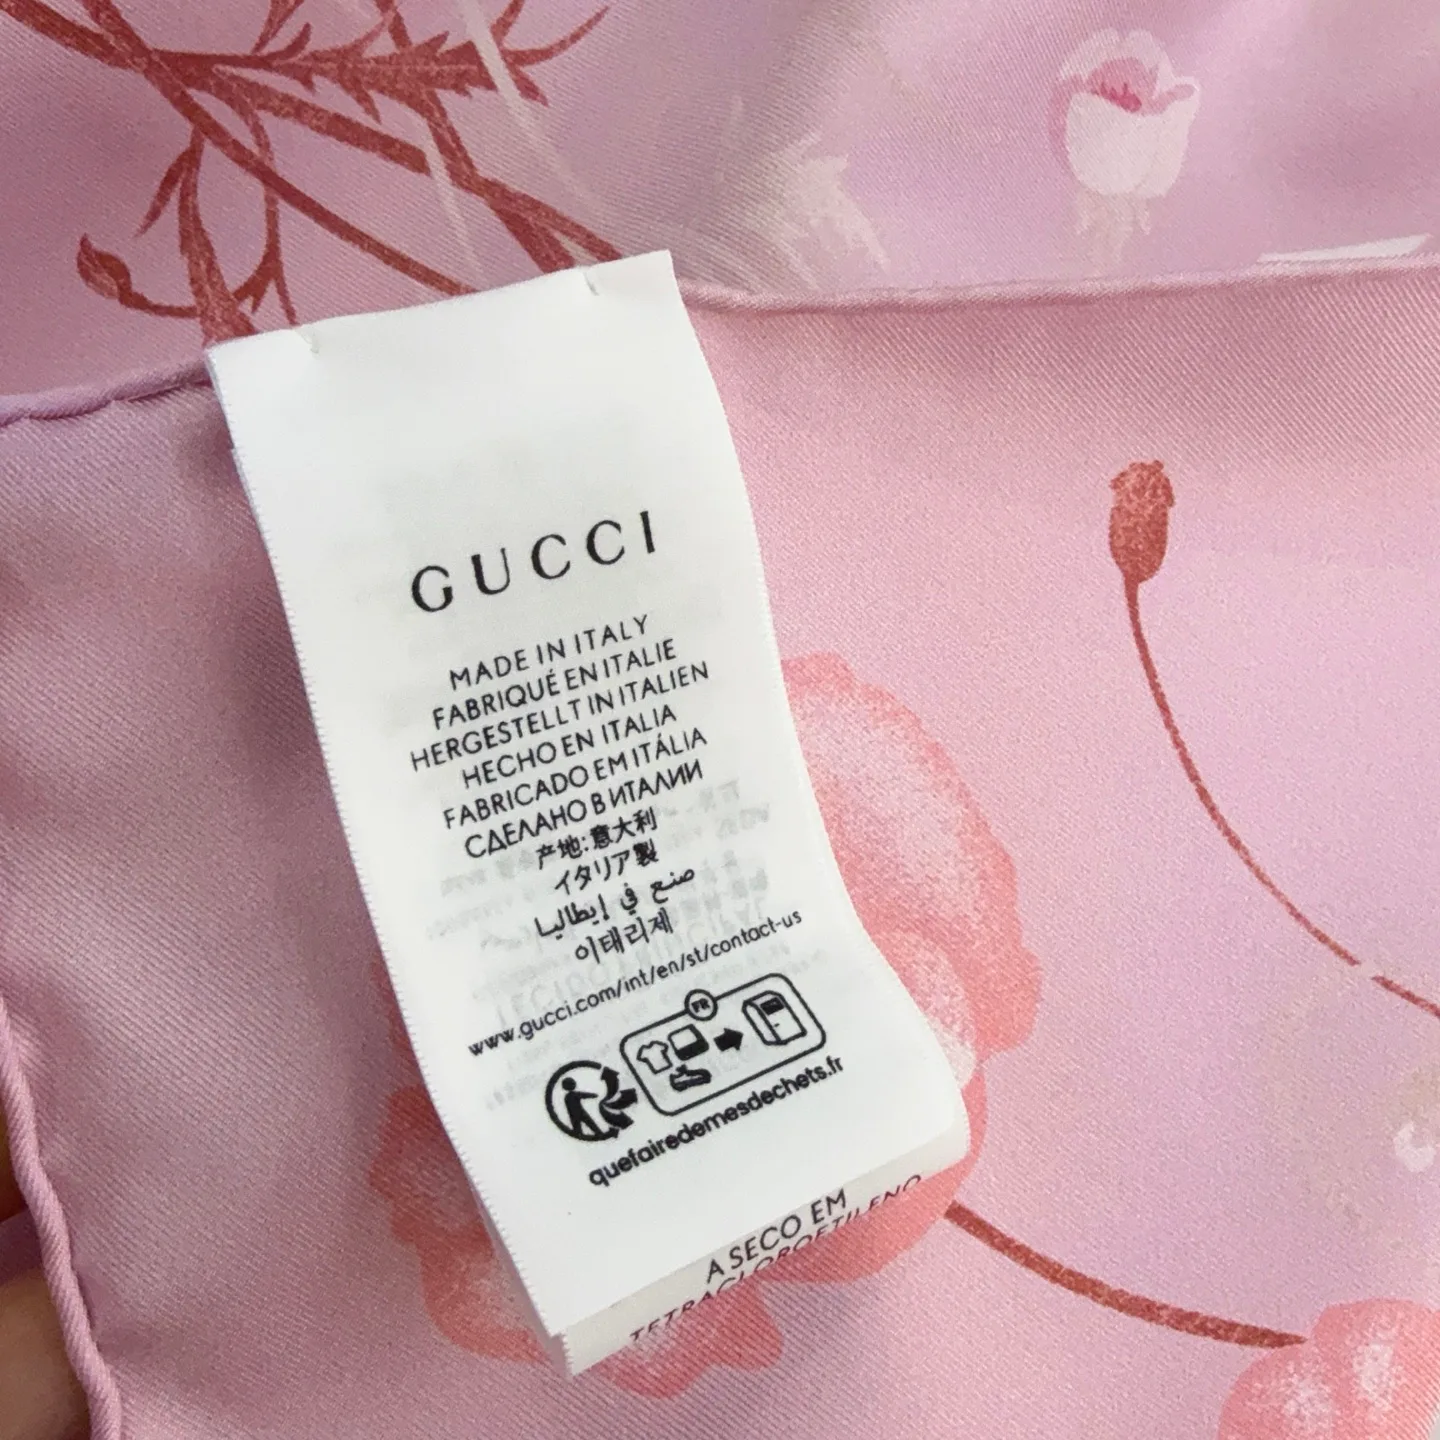 GUCCI
MADE IN ITALY
FABRIQUÉ EN ITALIE
HERGESTELLT IN ITALIEN
HECHO EN ITALIA
FABRICADO EM ITÁLIA
СДЕЛАНО В ИТАЛИИ
产地:意大利
イタリア製
صنع في إيطاليا
이태리제
www.gucci.com/int/en/st/contact-us
FR
quefairedemesdechets.fr
A SECO EM
TETRACLOROETILENO